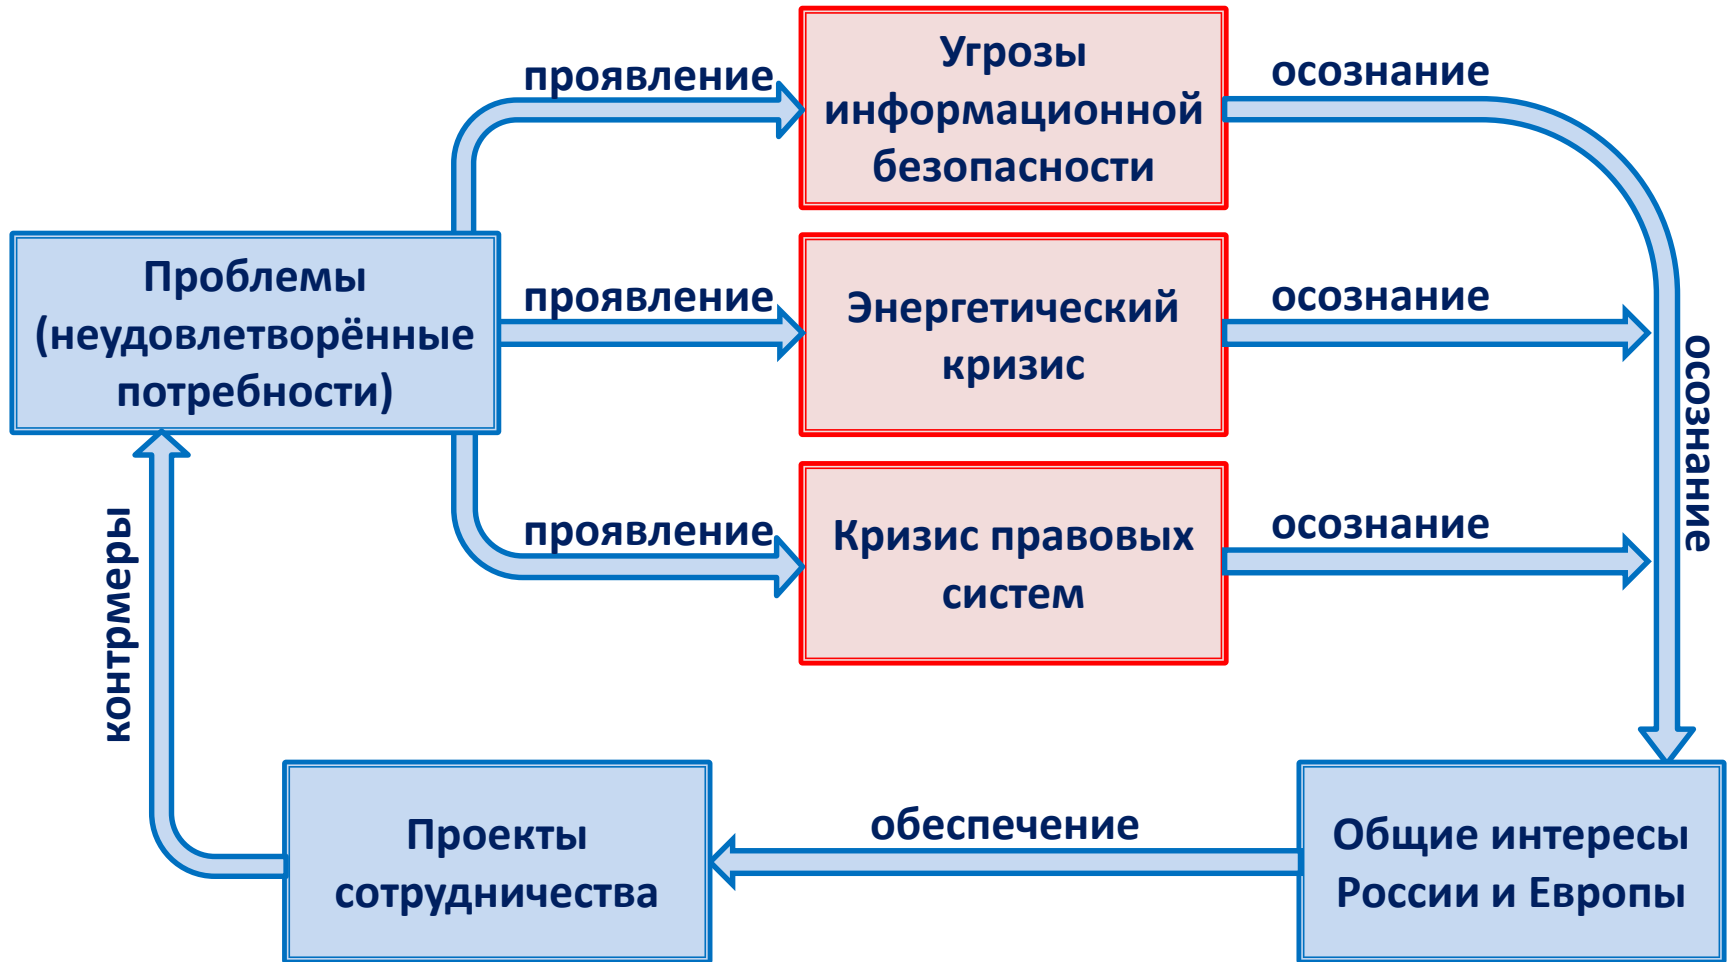 проявление
Угрозы
информационной
безопасности
осознание
Проблемы
(неудовлетворённые
потребности)
проявление
Энергетический
кризис
осознание
осознание
проявление
Кризис правовых
систем
осознание
контрмеры
Проекты
сотрудничества
обеспечение
Общие интересы
России и Европы